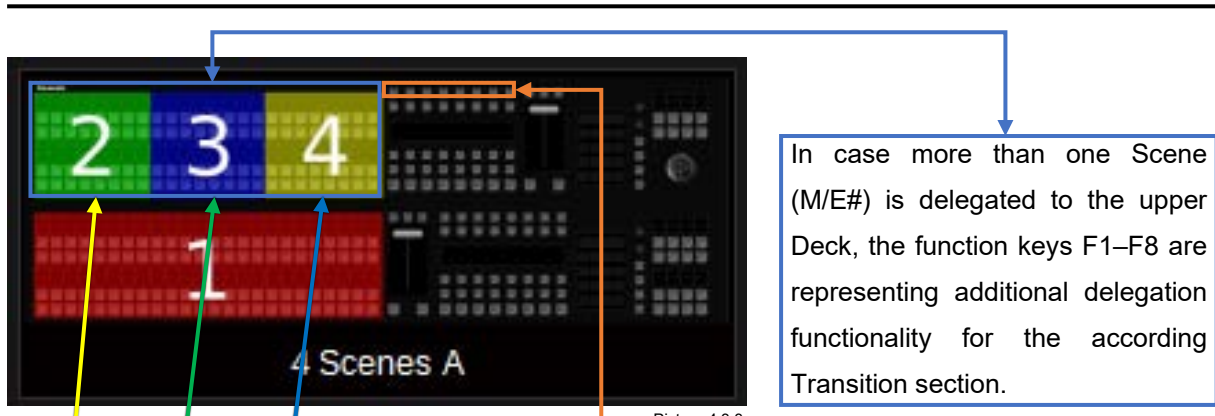 2 3 4
1
4 Scenes A
In case more than one Scene
(M/E#) is delegated to the upper
Deck, the function keys F1–F8 are
representing additional delegation
functionality for the according
Transition section.